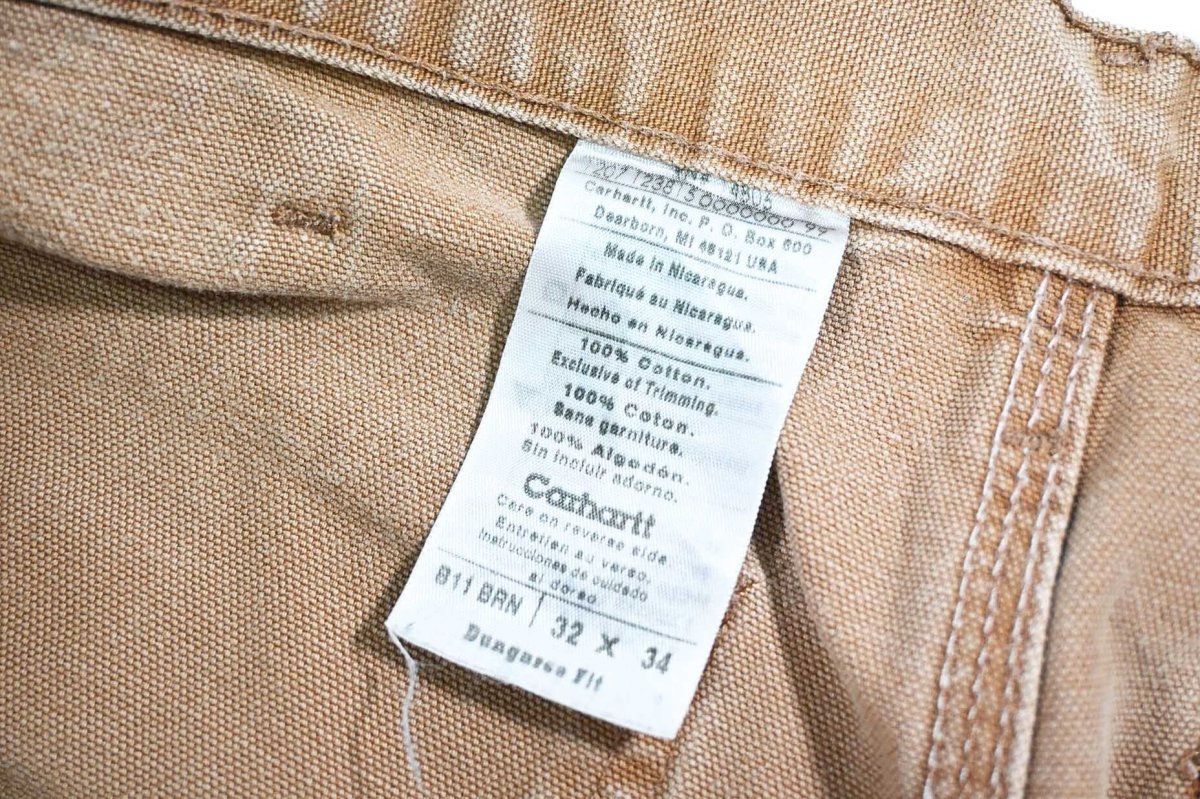 Carhartt, Inc. P. O. Box 600
Dearborn, MI 48121 USA
Made in Nicaragua.
Fabriqué au Nicaragua.
Hecho en Nicaragua.
100% Cotton.
Exclusive of Trimming.
100% Coton.
Sans garniture.
100% Algodón.
Sin incluir adorno.
Carhartt
Care on reverse side
Entretien au verso.
Instrucciones de cuidado
al dorso
B11 BRN 32 X 34
Dungaree Fit